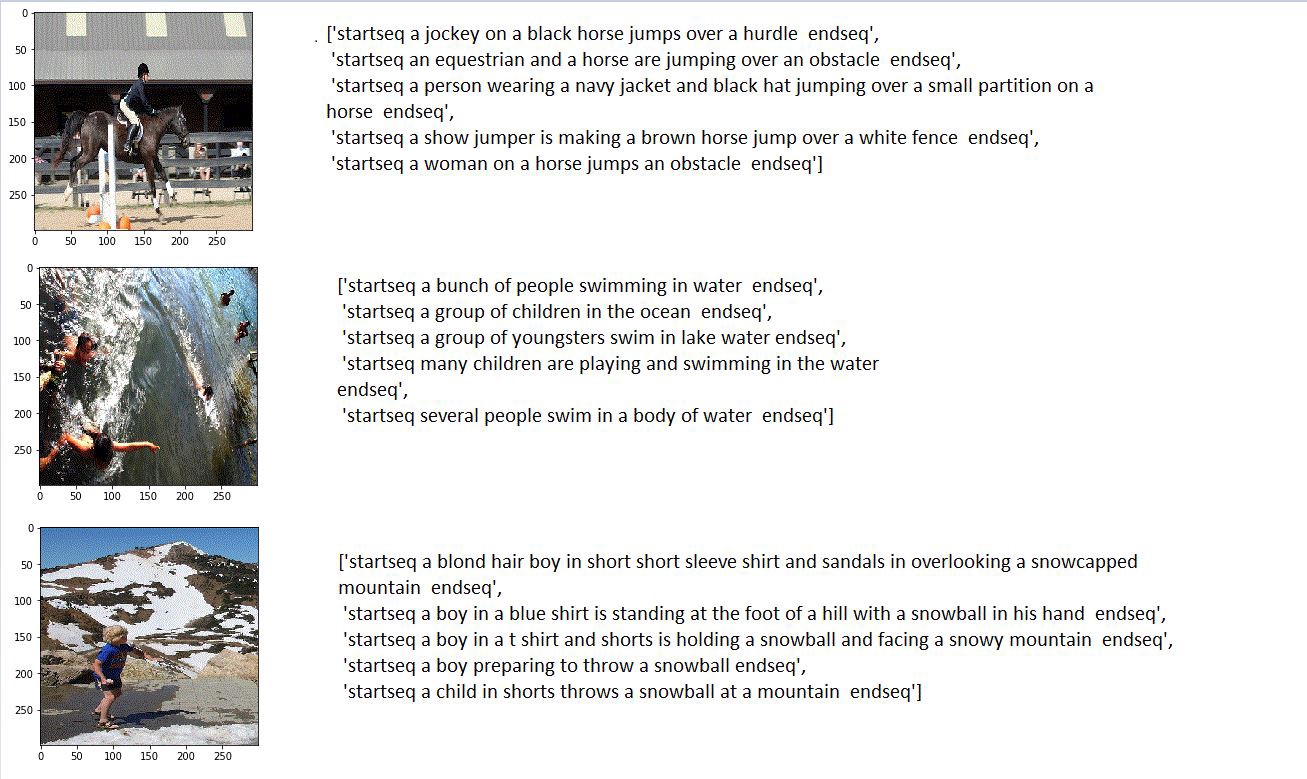 0
50
100
150
200
250
0 50 100 150 200 250
. ['startseq a jockey on a black horse jumps over a hurdle  endseq',
'startseq an equestrian and a horse are jumping over an obstacle  endseq',
'startseq a person wearing a navy jacket and black hat jumping over a small partition on a
horse  endseq',
'startseq a show jumper is making a brown horse jump over a white fence  endseq',
'startseq a woman on a horse jumps an obstacle  endseq']
0
50
100
150
200
250
0 50 100 150 200 250
['startseq a bunch of people swimming in water  endseq',
'startseq a group of children in the ocean  endseq',
'startseq a group of youngsters swim in lake water endseq',
'startseq many children are playing and swimming in the water
endseq',
'startseq several people swim in a body of water  endseq']
0
50
100
150
200
250
0 50 100 150 200 250
['startseq a blond hair boy in short short sleeve shirt and sandals in overlooking a snowcapped
mountain  endseq',
'startseq a boy in a blue shirt is standing at the foot of a hill with a snowball in his hand  endseq',
'startseq a boy in a t shirt and shorts is holding a snowball and facing a snowy mountain  endseq',
'startseq a boy preparing to throw a snowball endseq',
'startseq a child in shorts throws a snowball at a mountain  endseq']